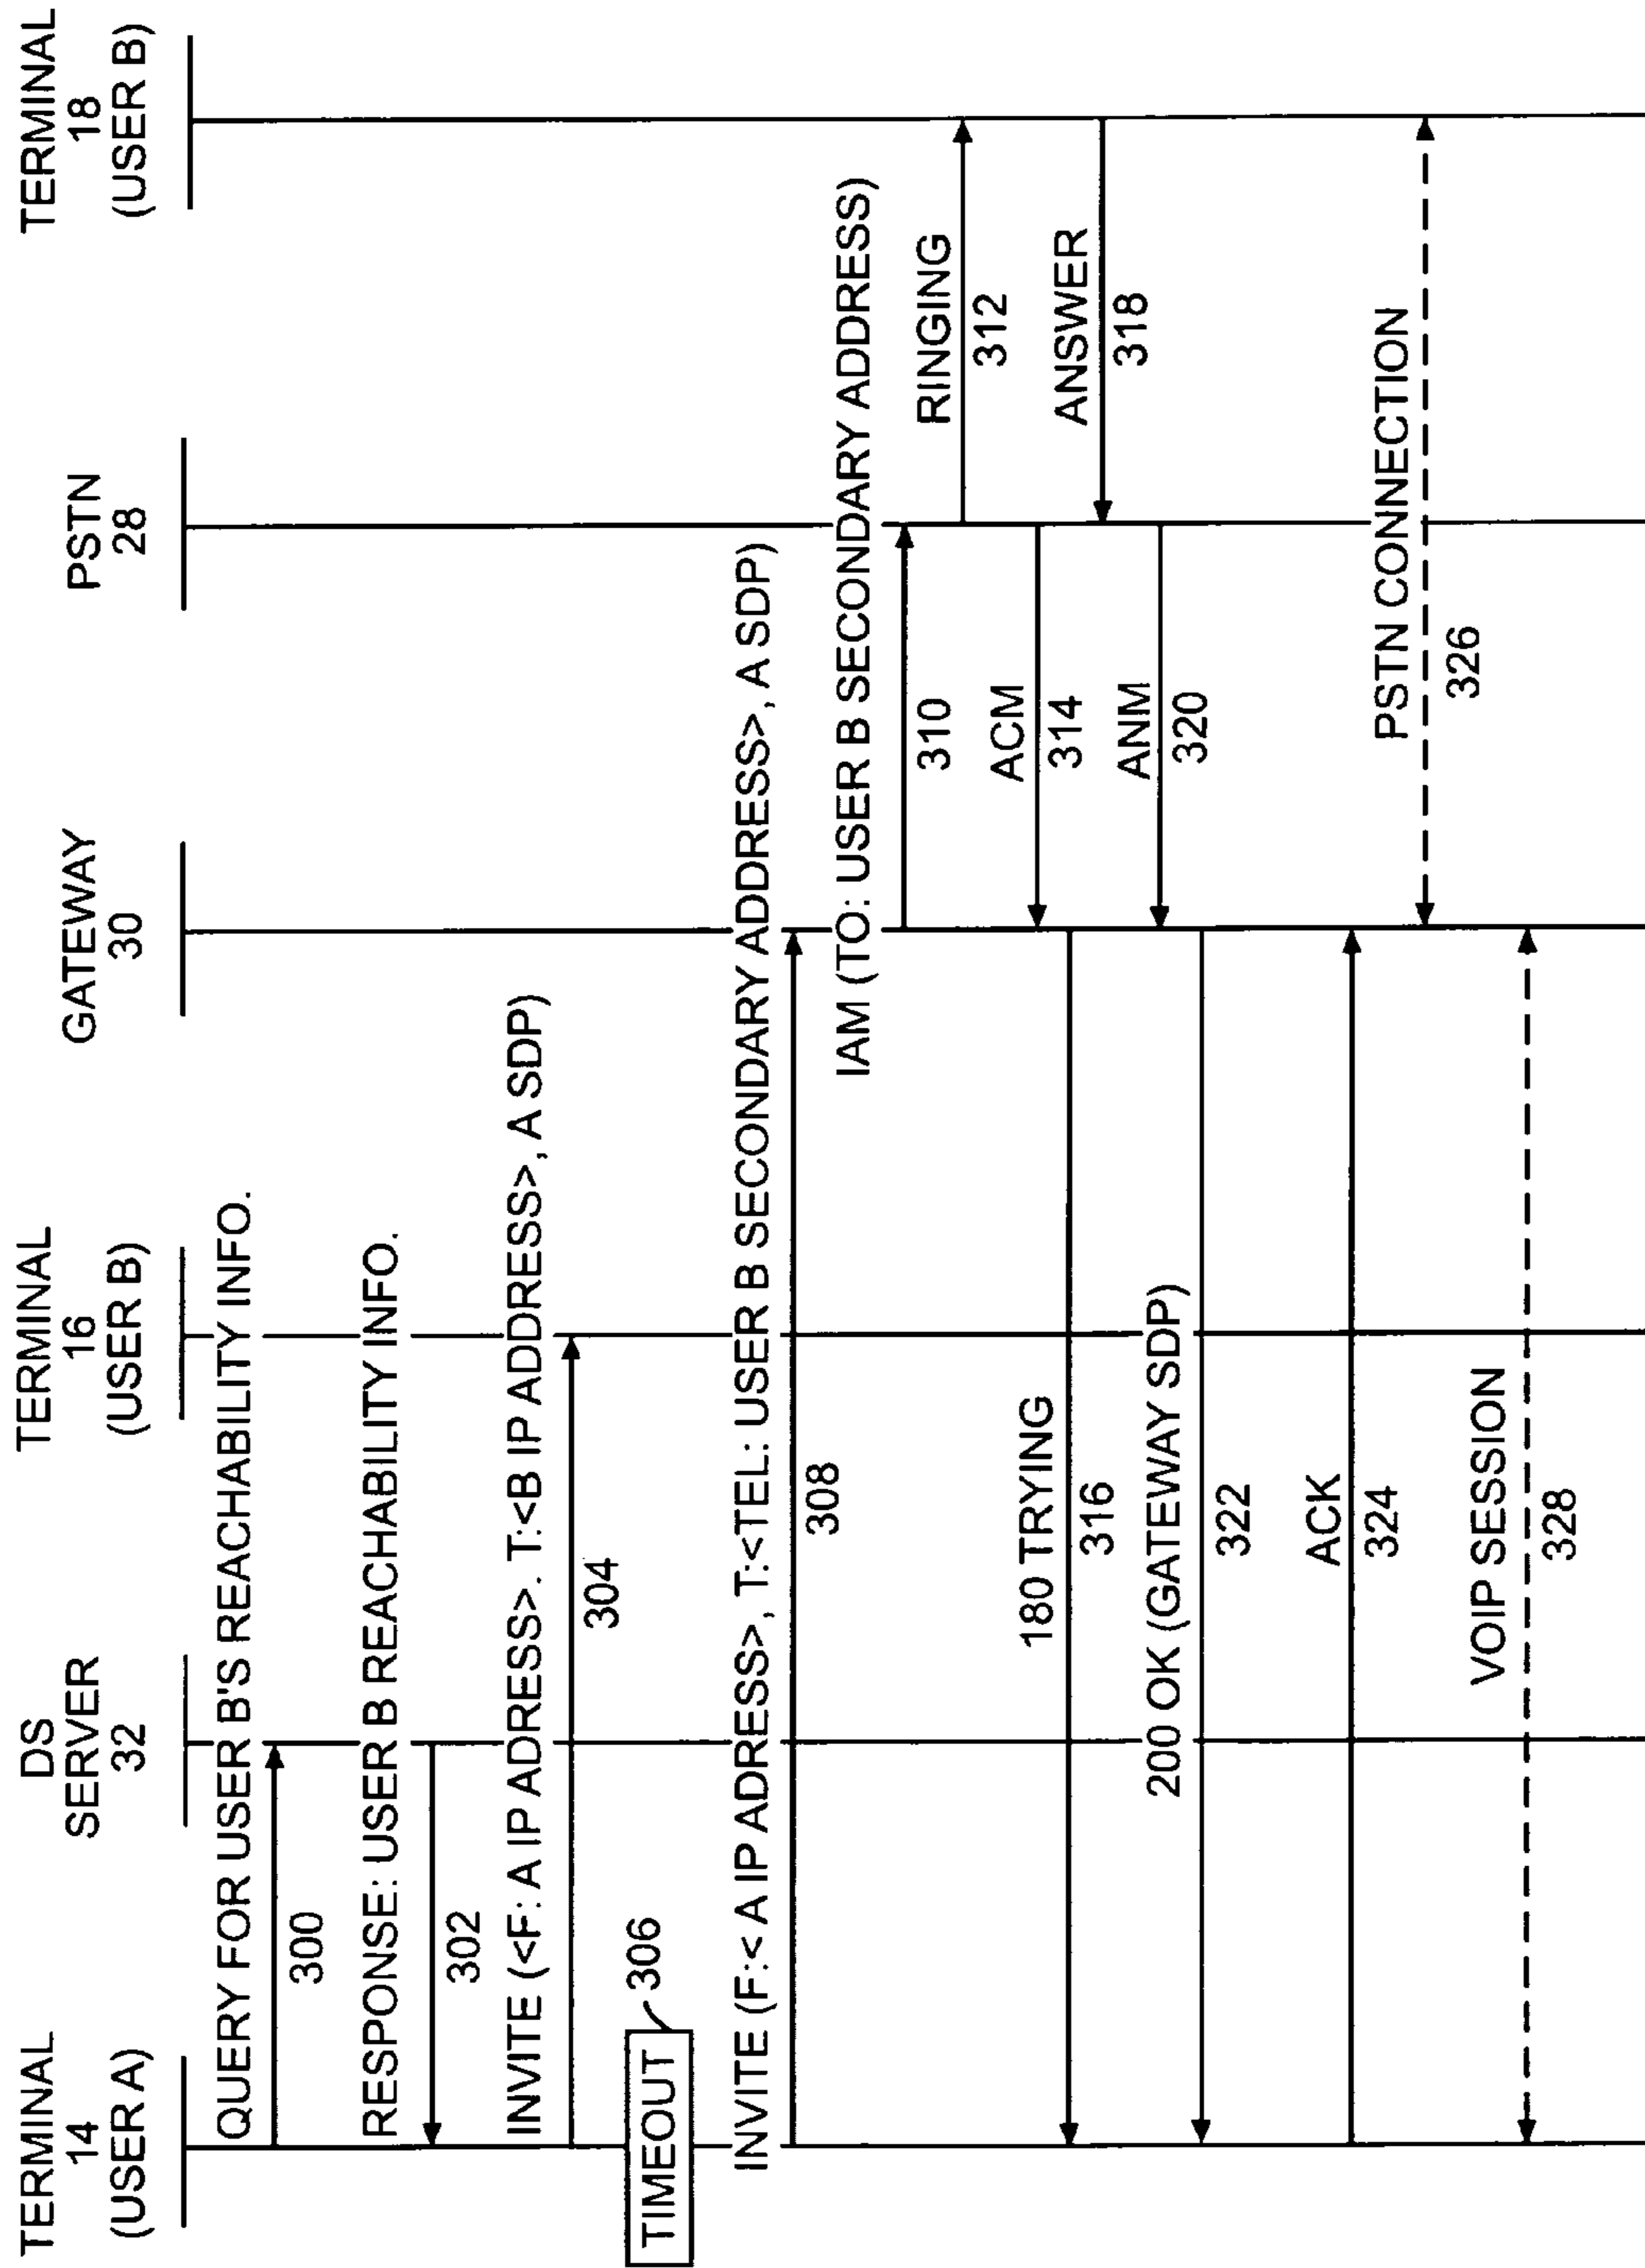 TERMINAL
14
(USER A)
DS
SERVER
32
TERMINAL
16
(USER B)
GATEWAY
30
PSTN
28
TERMINAL
18
(USER B)
QUERY FOR USER B'S REACHABILITY INFO.
300
RESPONSE: USER B REACHABILITY INFO.
302
INVITE (<F: A IP ADDRESS>. T:<B IP ADDRESS>, A SDP)
304
TIMEOUT
306
INVITE (F:< A IP ADRESS>, T:<TEL: USER B SECONDARY ADDRESS>, A SDP)
308
IAM (TO: USER B SECONDARY ADDRESS)
310
RINGING
312
ACM
314
180 TRYING
316
ANSWER
318
ANM
320
200 OK (GATEWAY SDP)
322
ACK
324
PSTN CONNECTION
326
VOIP SESSION
328